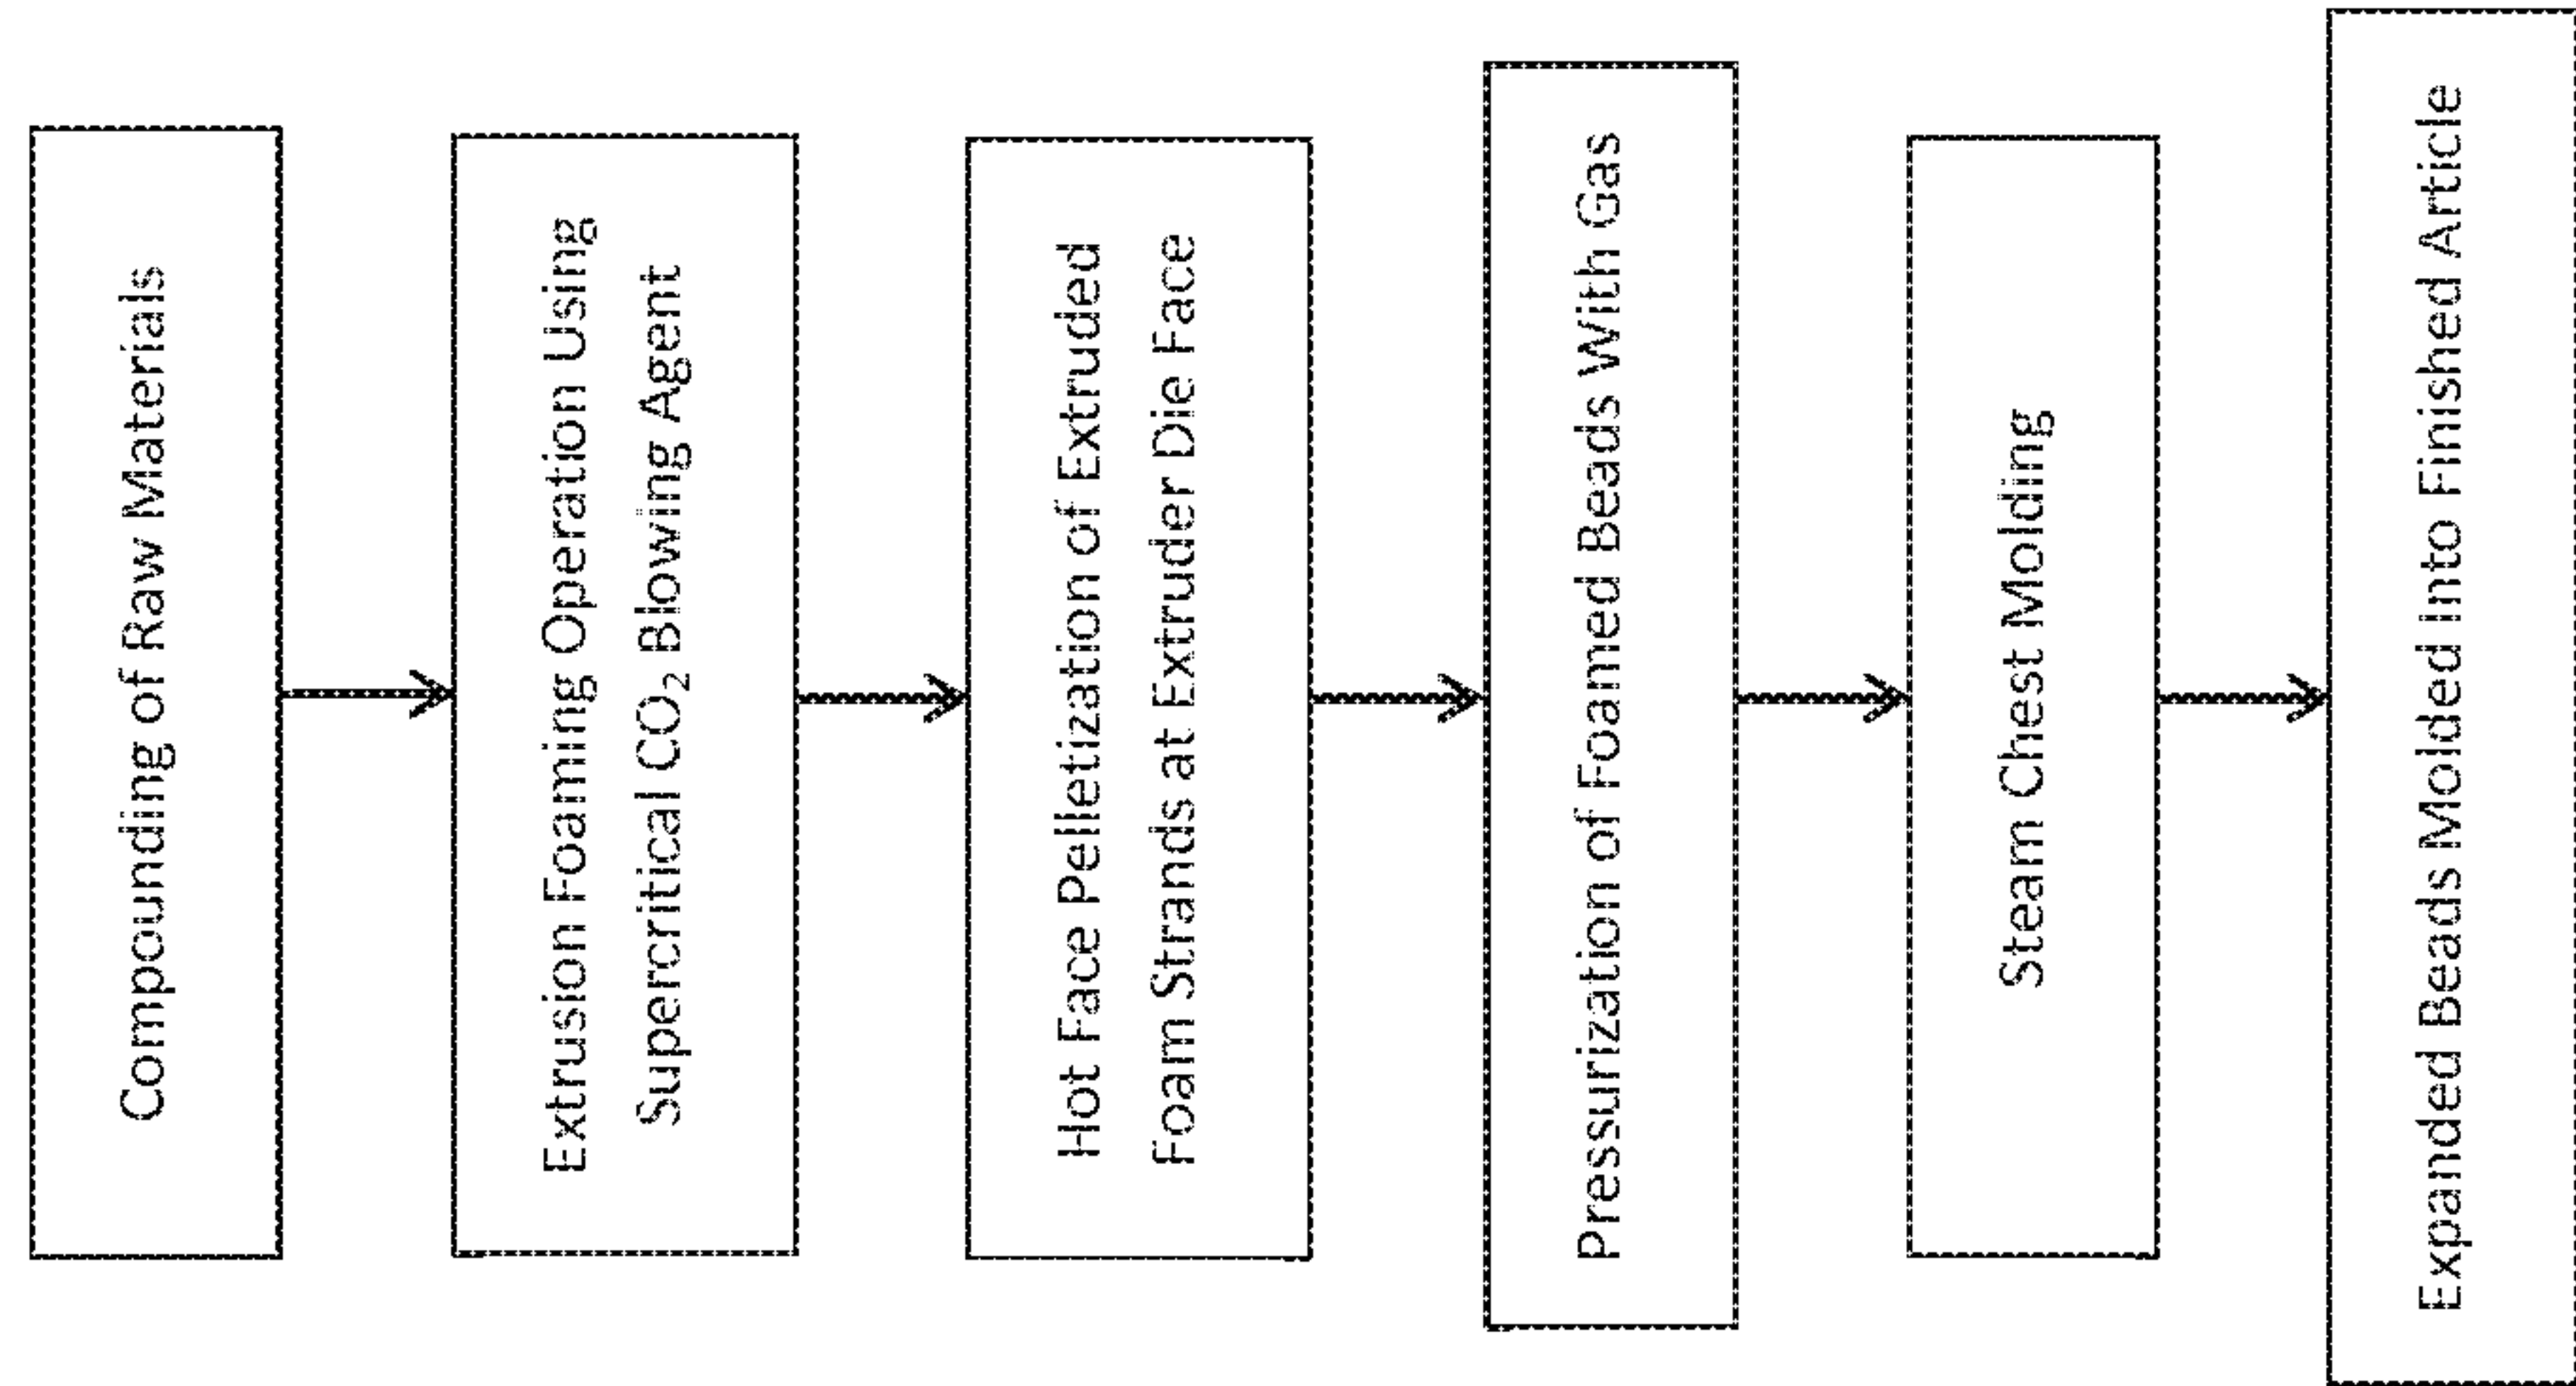 Compounding of Raw Materials
Extrusion Foaming Operation Using
Supercritical CO₂ Blowing Agent
Hot Face Pelletization of Extruded
Foam Strands at Extruder Die Face
Pressurization of Foamed Beads With Gas
Steam Chest Molding
Expanded Beads Molded into Finished Article